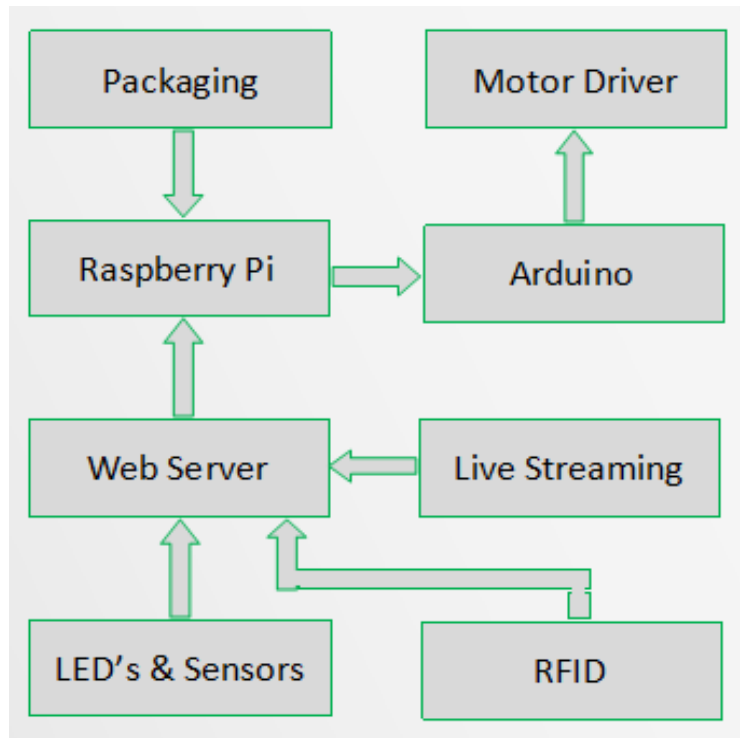 Packaging
Motor Driver
Raspberry Pi
Arduino
Web Server
Live Streaming
LED's & Sensors
RFID